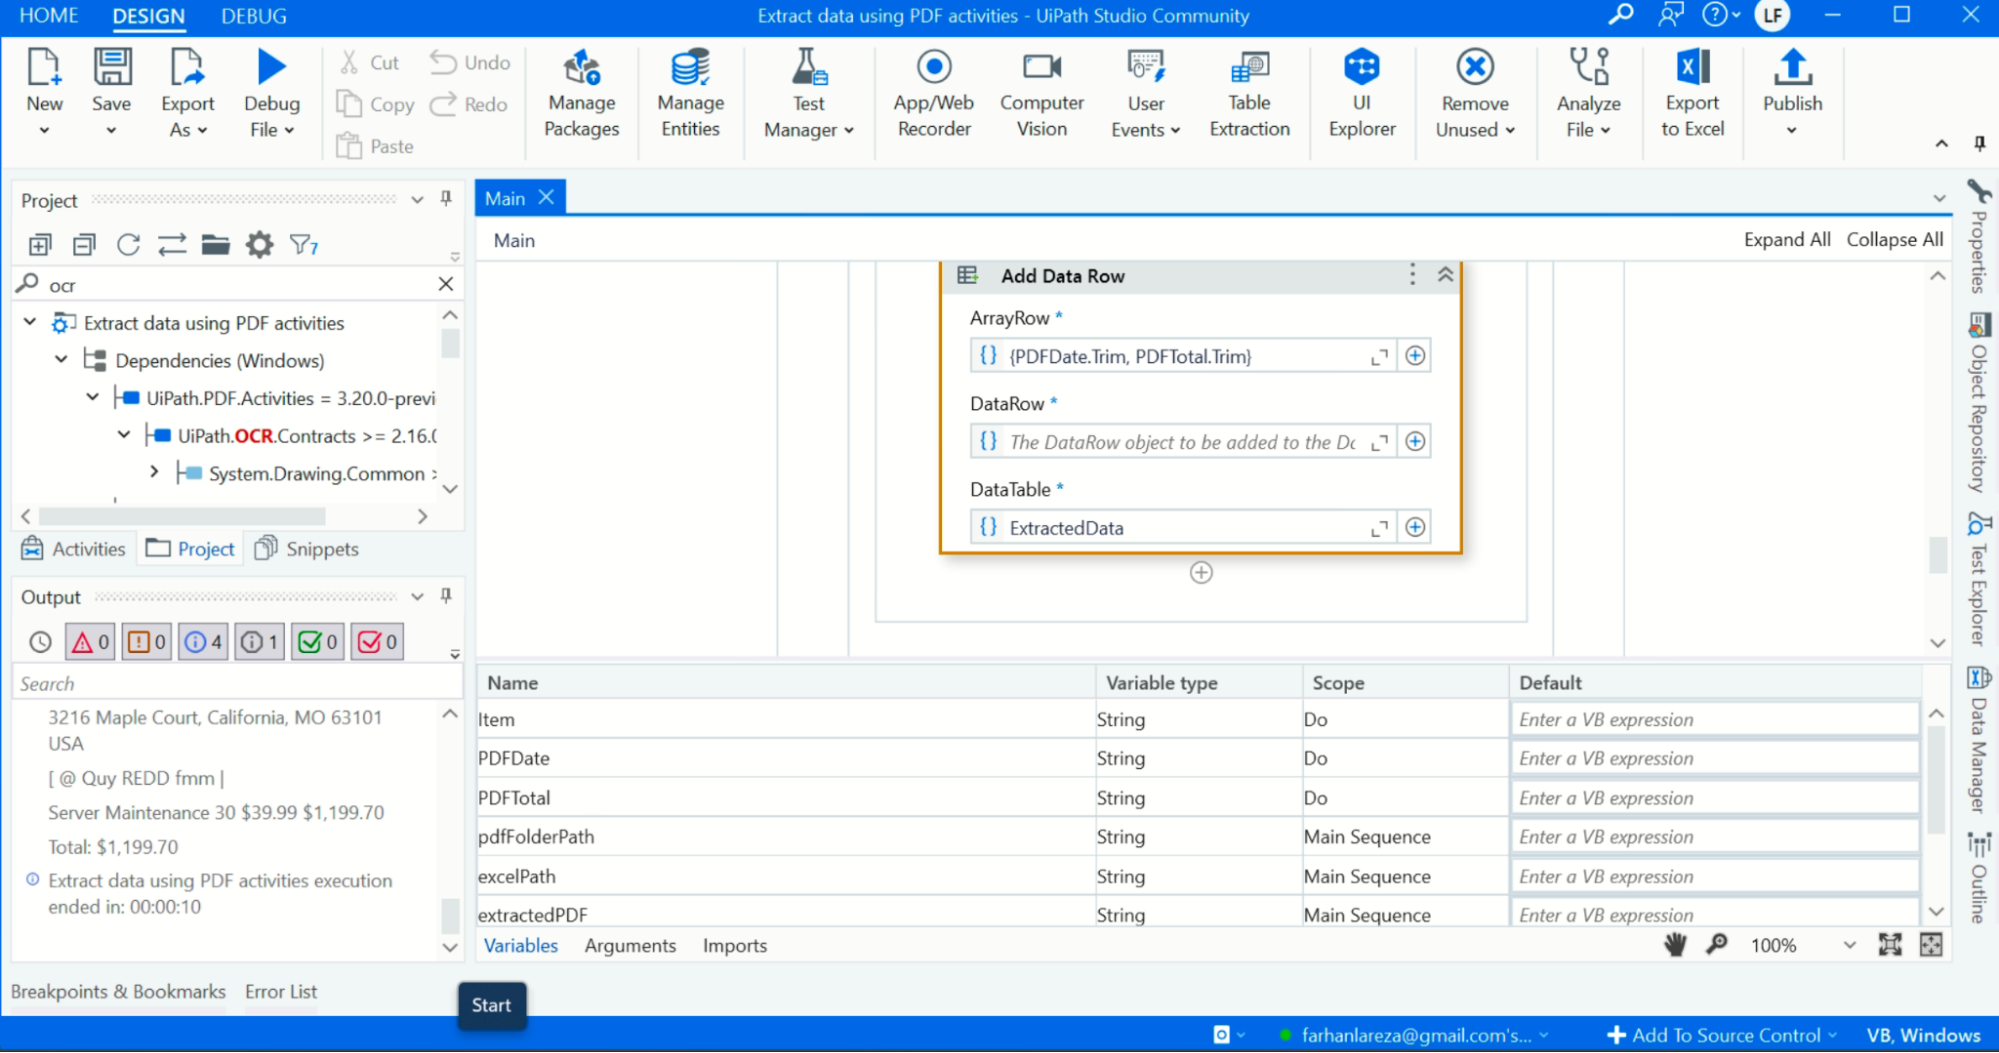 HOME DESIGN DEBUG
Extract data using PDF activities - UiPath Studio Community
LF
New
Save
Export As
Debug File
Cut
Copy
Paste
Undo
Redo
Manage Packages
Manage Entities
Test Manager
App/Web Recorder
Computer Vision
User Events
Table Extraction
UI Explorer
Remove Unused
Analyze File
Export to Excel
Publish
Project
7
ocr
Extract data using PDF activities
Dependencies (Windows)
UiPath.PDF.Activities = 3.20.0-previ
UiPath.OCR.Contracts >= 2.16.0
System.Drawing.Common >
Activities Project Snippets
Output
0 0 4 1 0 0
Search
3216 Maple Court, California, MO 63101
USA
[ @ Quy REDD fmm |
Server Maintenance 30 $39.99 $1,199.70
Total: $1,199.70
Extract data using PDF activities execution
ended in: 00:00:10
Breakpoints & Bookmarks Error List
Start
Main
Main
Expand All Collapse All
Add Data Row
ArrayRow *
{PDFDate.Trim, PDFTotal.Trim}
DataRow *
The DataRow object to be added to the Da
DataTable *
ExtractedData
Name Variable type Scope Default
Item String Do Enter a VB expression
PDFDate String Do Enter a VB expression
PDFTotal String Do Enter a VB expression
pdfFolderPath String Main Sequence Enter a VB expression
excelPath String Main Sequence Enter a VB expression
extractedPDF String Main Sequence Enter a VB expression
Variables Arguments Imports
100%
Properties
Object Repository
Test Explorer
Data Manager
Outline
farhanlareza@gmail.com's... Add To Source Control VB, Windows